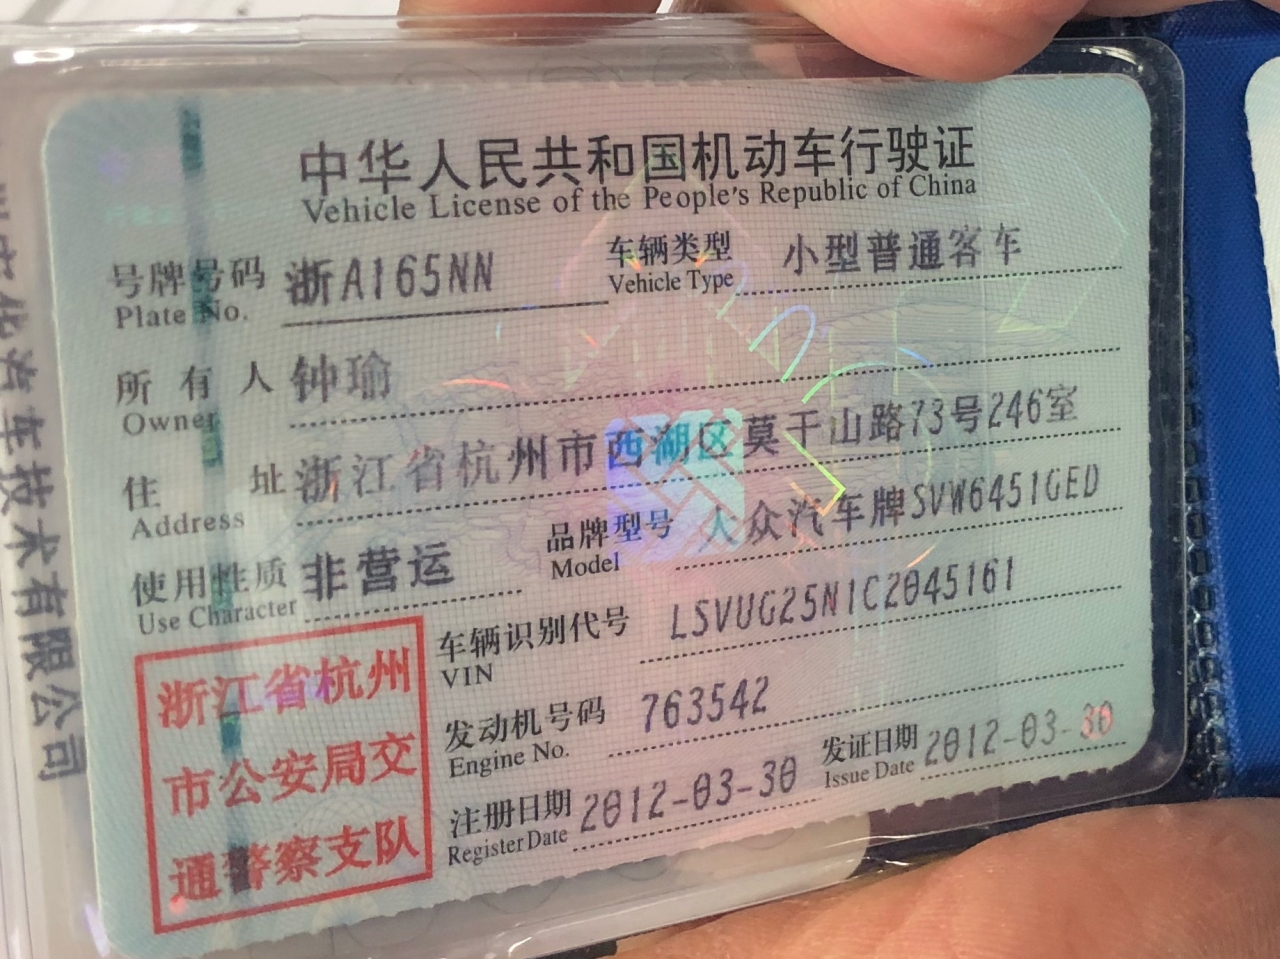 中华人民共和国机动车行驶证
Vehicle License of the People's Republic of China
号牌号码 浙A165NN 车辆类型 小型普通客车
Plate No. Vehicle Type
所有人 钟瑜
Owner
住址 浙江省杭州市西湖区莫干山路73号246室
Address
使用性质 非营运 品牌型号 大众汽车牌SVW6451GED
Use Character Model
车辆识别代号 LSVUG25N1C2045161
VIN
发动机号码 763542
Engine No.
注册日期 2012-03-30 发证日期 2012-03-30
Register Date Issue Date
浙江省杭州
市公安局交
通警察支队
车技术有限公司